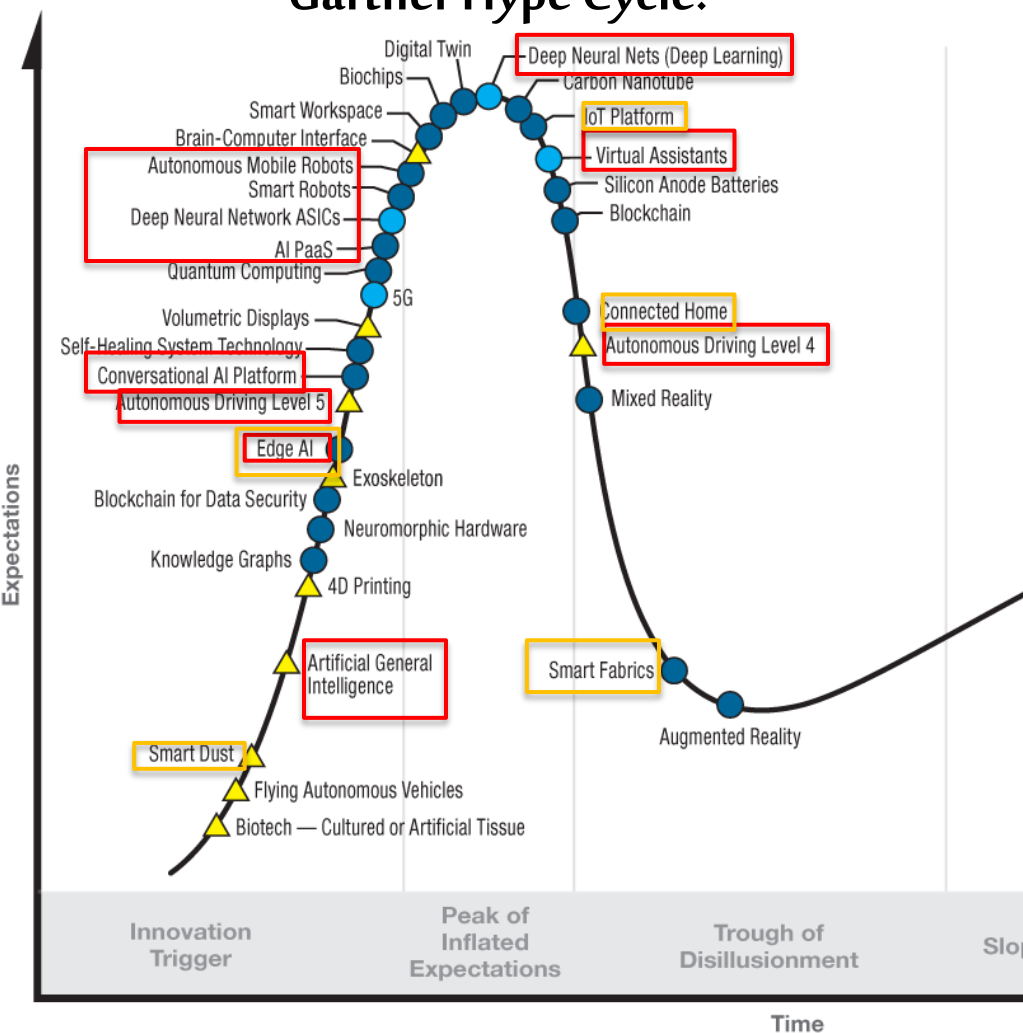 Gartner Hype Cycle.
Digital Twin
Deep Neural Nets (Deep Learning)
Biochips
Carbon Nanotube
Smart Workspace
IoT Platform
Brain-Computer Interface
Virtual Assistants
Autonomous Mobile Robots
Smart Robots
Silicon Anode Batteries
Deep Neural Network ASICs
Blockchain
AI PaaS
Quantum Computing
5G
Connected Home
Volumetric Displays
Self-Healing System Technology
Autonomous Driving Level 4
Conversational AI Platform
Autonomous Driving Level 5
Mixed Reality
Edge AI
Exoskeleton
Blockchain for Data Security
Neuromorphic Hardware
Knowledge Graphs
4D Printing
Artificial General
Intelligence
Smart Fabrics
Augmented Reality
Smart Dust
Flying Autonomous Vehicles
Biotech — Cultured or Artificial Tissue
Expectations
Innovation
Trigger
Peak of
Inflated
Expectations
Trough of
Disillusionment
Time